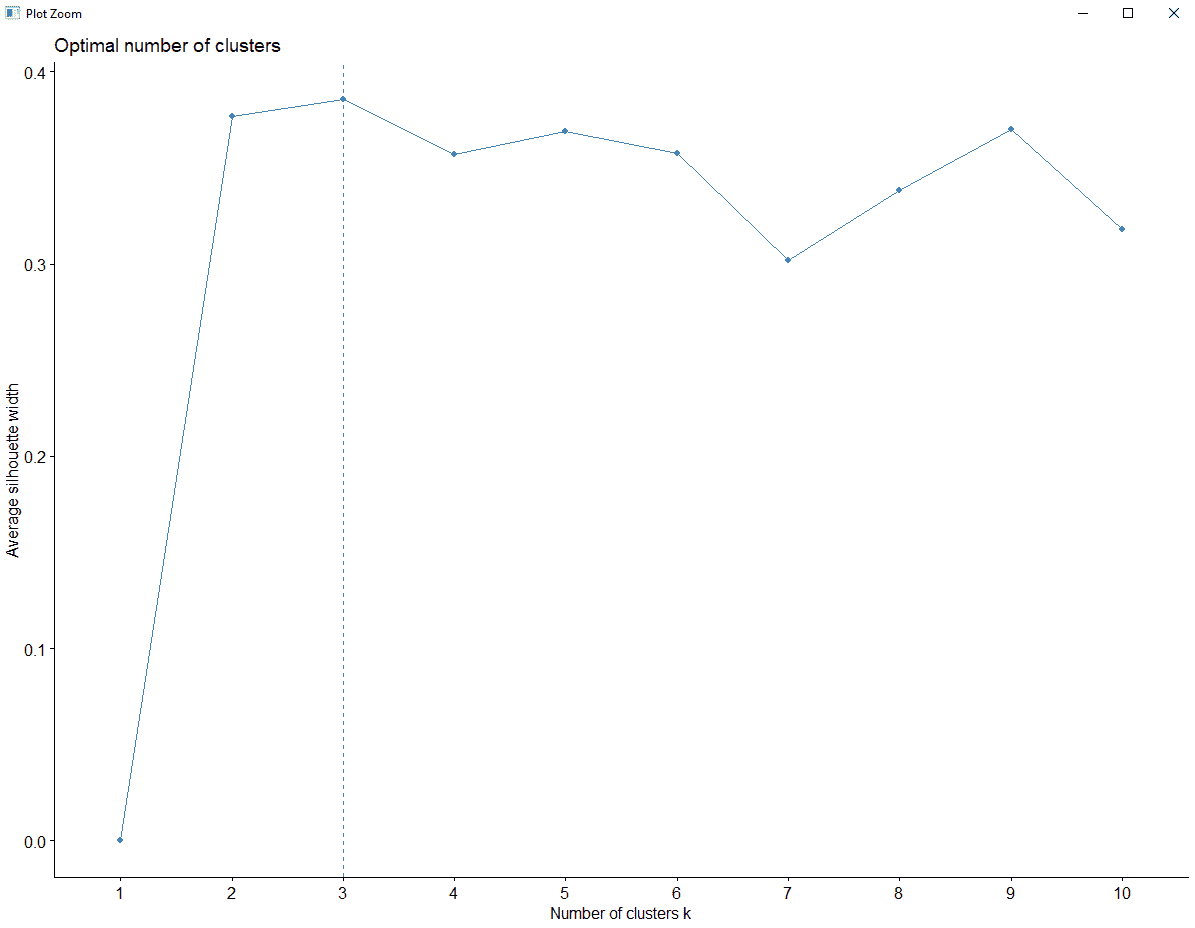 Plot Zoom
Optimal number of clusters
0.4
0.3
0.2
0.1
0.0
Average silhouette width
1 2 3 4 5 6 7 8 9 10
Number of clusters k